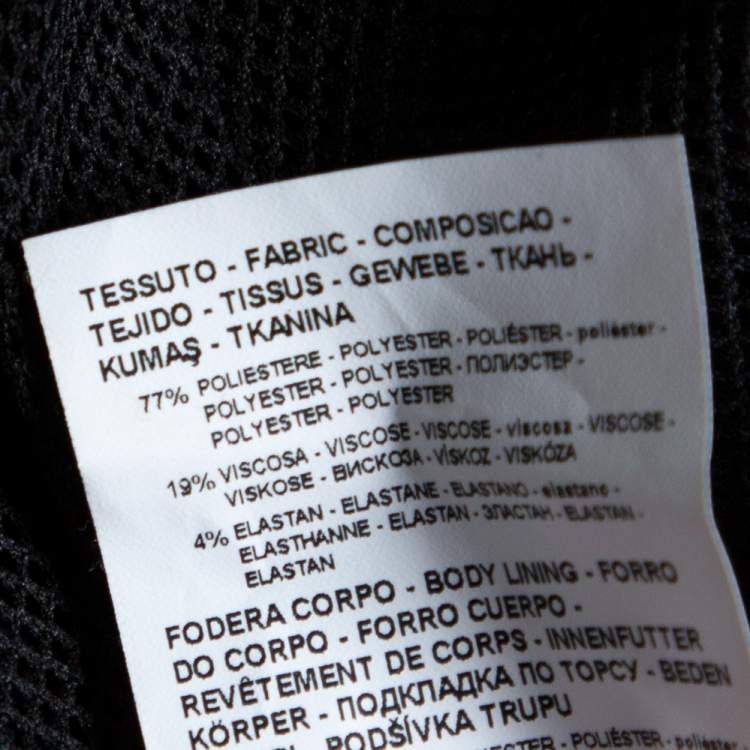 TESSUTO - FABRIC - COMPOSICAO -
TEJIDO - TISSUS - GEWEBE - ТКАНЬ -
KUMAŞ - TKANINA
77% POLIESTERE - POLYESTER - POLIÉSTER - poliéster -
POLYESTER - POLYESTER - ПОЛИЭСТЕР -
POLYESTER - POLYESTER
19% VISCOSA - VISCOSE - VISCOSE - viscosa - VISCOSE -
VISKOSE - ВИСКОЗА - VİSKOZ - VISKÓZA
4% ELASTAN - ELASTANE - ELASTANO - elastano -
ELASTHANNE - ELASTAN - ЭЛАСТАН - ELASTAN -
ELASTAN
FODERA CORPO - BODY LINING - FORRO
DO CORPO - FORRO CUERPO -
REVÊTEMENT DE CORPS - INNENFUTTER
KÖRPER - ПОДКЛАДКА ПО ТОРСУ - BEDEN
PODŠÍVKA TRUPU
POLYESTER - POLIÉSTER - poliéster